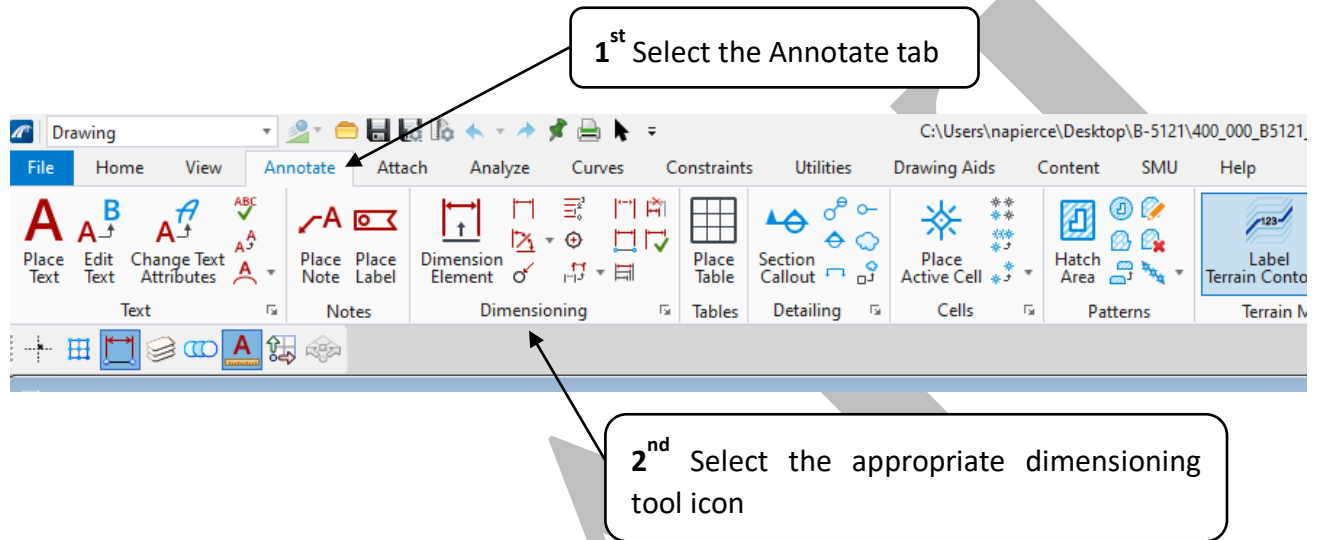 1st Select the Annotate tab
Drawing C:\Users\napierce\Desktop\B-5121\400_000_B5121_
File Home View Annotate Attach Analyze Curves Constraints Utilities Drawing Aids Content SMU Help
Place Text
Edit Text
Change Text Attributes
Place Note
Place Label
Dimension Element
Place Table
Section Callout
Place Active Cell
Hatch Area
Label Terrain Conto
Text Notes Dimensioning Tables Detailing Cells Patterns Terrain M
2nd Select the appropriate dimensioning
tool icon